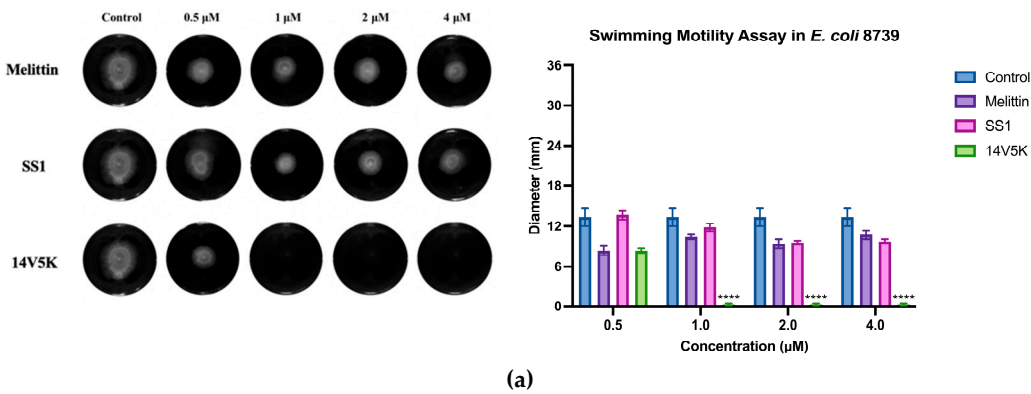 Control 0.5 μM 1 μM 2 μM 4 μM
Melittin
SS1
14V5K
Swimming Motility Assay in E. coli 8739
Diameter (mm)
36
30
24
18
12
6
0
**** **** ****
0.5 1.0 2.0 4.0
Concentration (μM)
Control
Melittin
SS1
14V5K
(a)